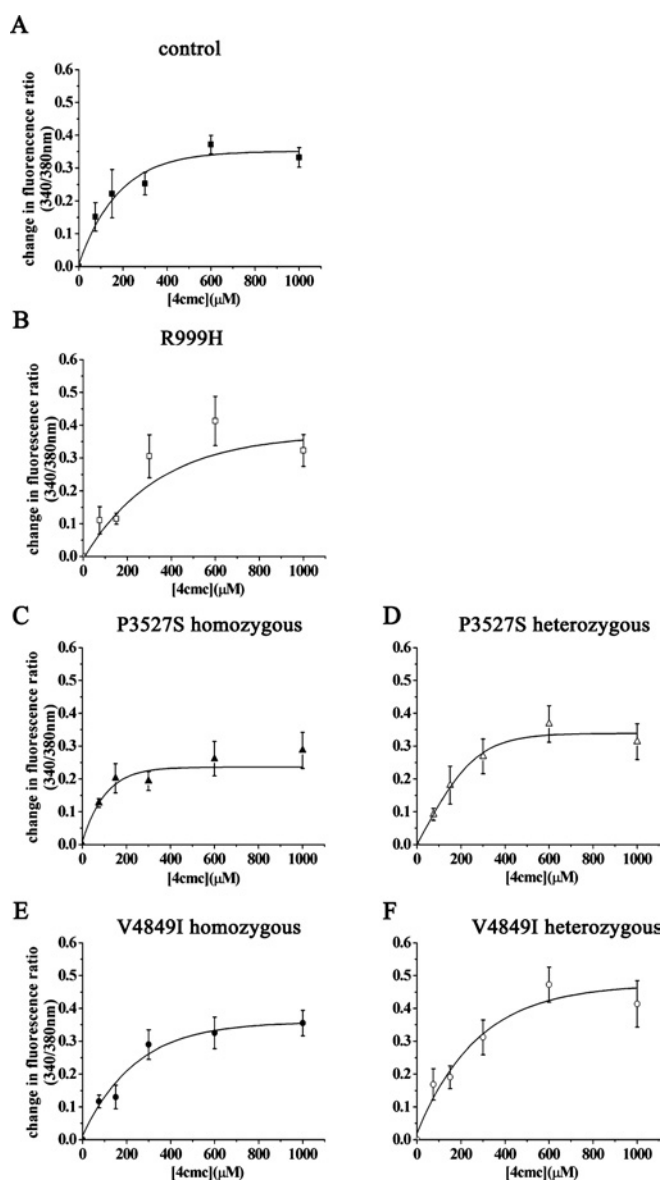 A
control
change in fluorencence ratio
(340/380nm)
0.6
0.5
0.4
0.3
0.2
0.1
0.0
0 200 400 600 800 1000
[4cmc](μM)
B
R999H
change in fluorescence ratio
(340/380nm)
0.6
0.5
0.4
0.3
0.2
0.1
0.0
0 200 400 600 800 1000
[4cmc](μM)
C
P3527S homozygous
change in fluorescence ratio
(340/380nm)
0.6
0.5
0.4
0.3
0.2
0.1
0.0
0 200 400 600 800 1000
[4cmc](μM)
D
P3527S heterozygous
0.6
0.5
0.4
0.3
0.2
0.1
0.0
0 200 400 600 800 1000
[4cmc](μM)
E
V4849I homozygous
change in fluorescence ratio
(340/380nm)
0.6
0.5
0.4
0.3
0.2
0.1
0.0
0 200 400 600 800 1000
[4cmc](μM)
F
V4849I heterozygous
0.6
0.5
0.4
0.3
0.2
0.1
0.0
0 200 400 600 800 1000
[4cmc](μM)